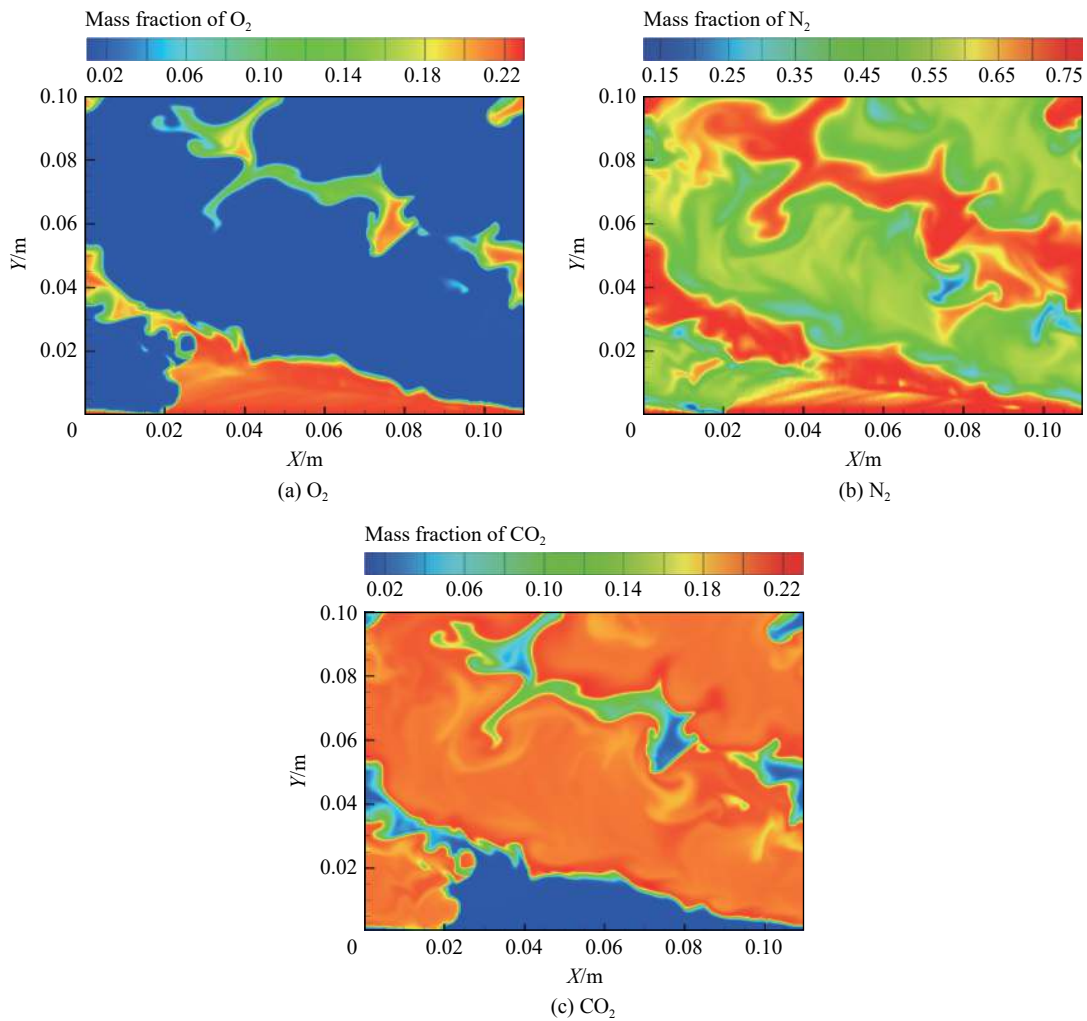 Mass fraction of O₂
0.02 0.06 0.10 0.14 0.18 0.22
0.10
0.08
0.06
0.04
0.02
Y/m
0 0.02 0.04 0.06 0.08 0.10
X/m
(a) O₂
Mass fraction of N₂
0.15 0.25 0.35 0.45 0.55 0.65 0.75
0.10
0.08
0.06
0.04
0.02
Y/m
0 0.02 0.04 0.06 0.08 0.10
X/m
(b) N₂
Mass fraction of CO₂
0.02 0.06 0.10 0.14 0.18 0.22
0.10
0.08
0.06
0.04
0.02
Y/m
0 0.02 0.04 0.06 0.08 0.10
X/m
(c) CO₂